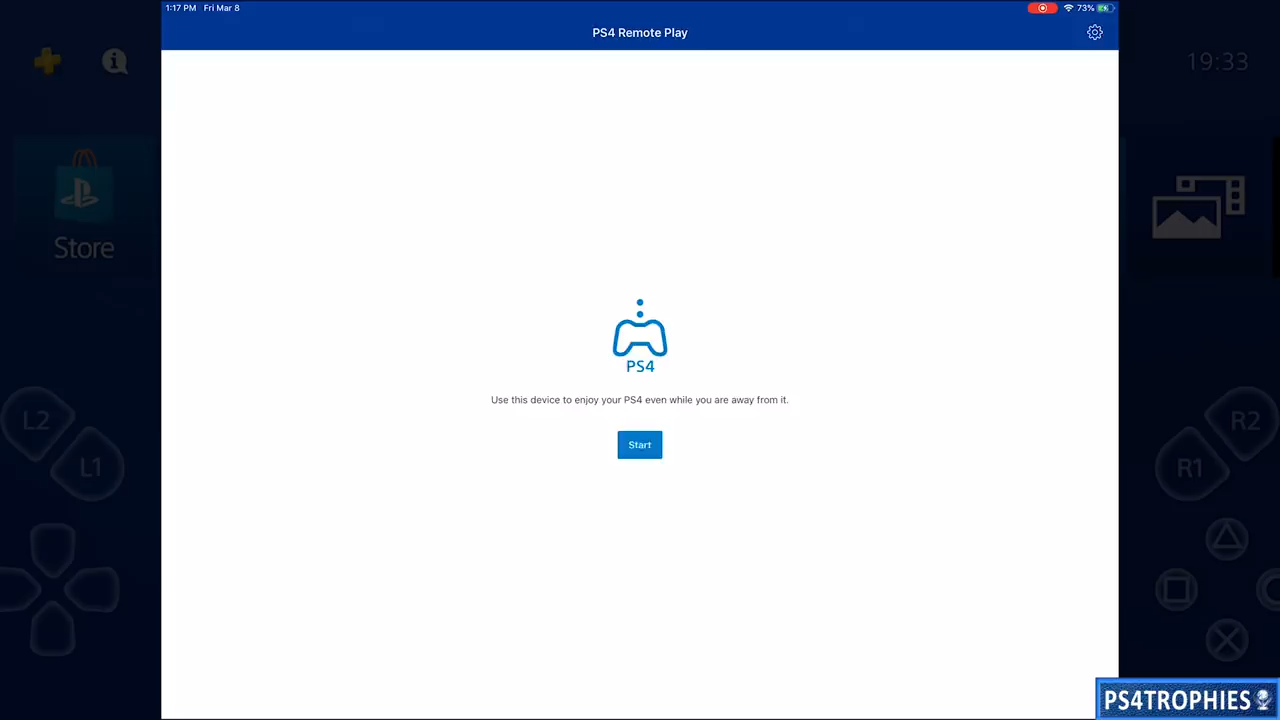 1:17 PM Fri Mar 8
73%
PS4 Remote Play
19:33
Store
PS4
Use this device to enjoy your PS4 even while you are away from it.
Start
L2
R2
L1
R1
PS4TROPHIES